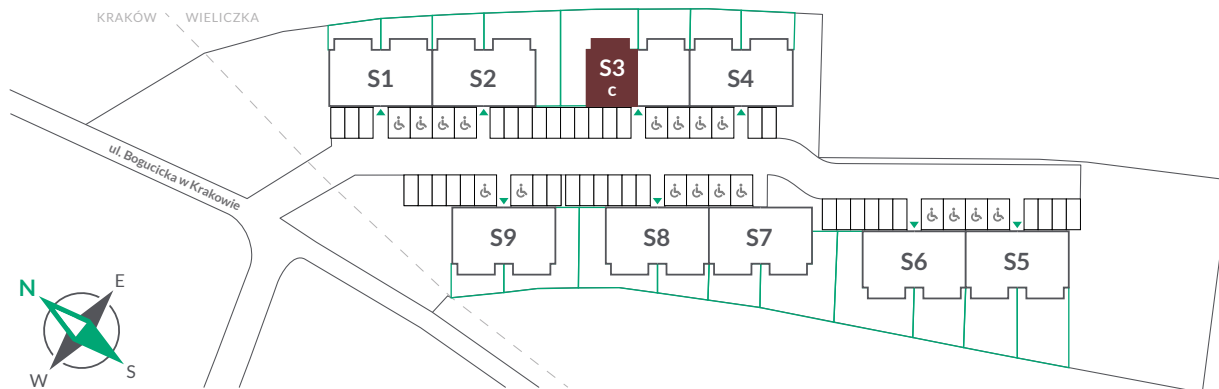 KRAKÓW WIELICZKA
S1
S2
S3
C
S4
ul. Bogucicka w Krakowie
S9
S8
S7
S6
S5
N
E
W
S